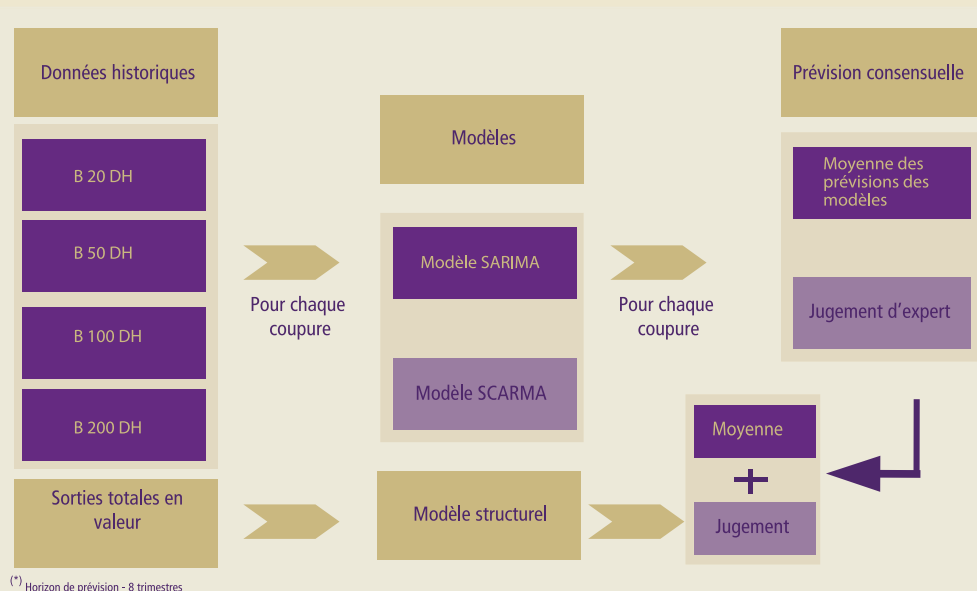 Données historiques
B 20 DH
B 50 DH
B 100 DH
B 200 DH
Sorties totales en
valeur
Pour chaque
coupure
Modèles
Modèle SARIMA
Modèle SCARMA
Modèle structurel
Pour chaque
coupure
Prévision consensuelle
Moyenne des
prévisions des
modèles
Jugement d'expert
Moyenne
+
Jugement
(*) Horizon de prévision - 8 trimestres